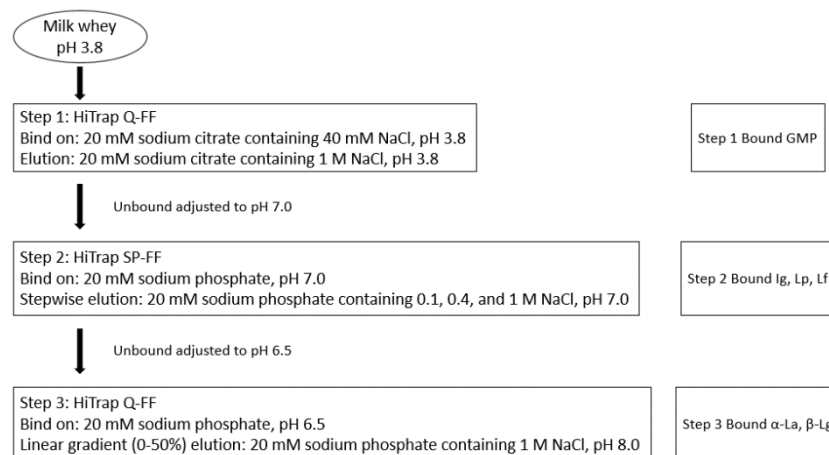 Milk whey
pH 3.8
Step 1: HiTrap Q-FF
Bind on: 20 mM sodium citrate containing 40 mM NaCl, pH 3.8
Elution: 20 mM sodium citrate containing 1 M NaCl, pH 3.8
Step 1 Bound GMP
Unbound adjusted to pH 7.0
Step 2: HiTrap SP-FF
Bind on: 20 mM sodium phosphate, pH 7.0
Stepwise elution: 20 mM sodium phosphate containing 0.1, 0.4, and 1 M NaCl, pH 7.0
Step 2 Bound Ig, Lp, Lf
Unbound adjusted to pH 6.5
Step 3: HiTrap Q-FF
Bind on: 20 mM sodium phosphate, pH 6.5
Linear gradient (0-50%) elution: 20 mM sodium phosphate containing 1 M NaCl, pH 8.0
Step 3 Bound α-La, β-Lg